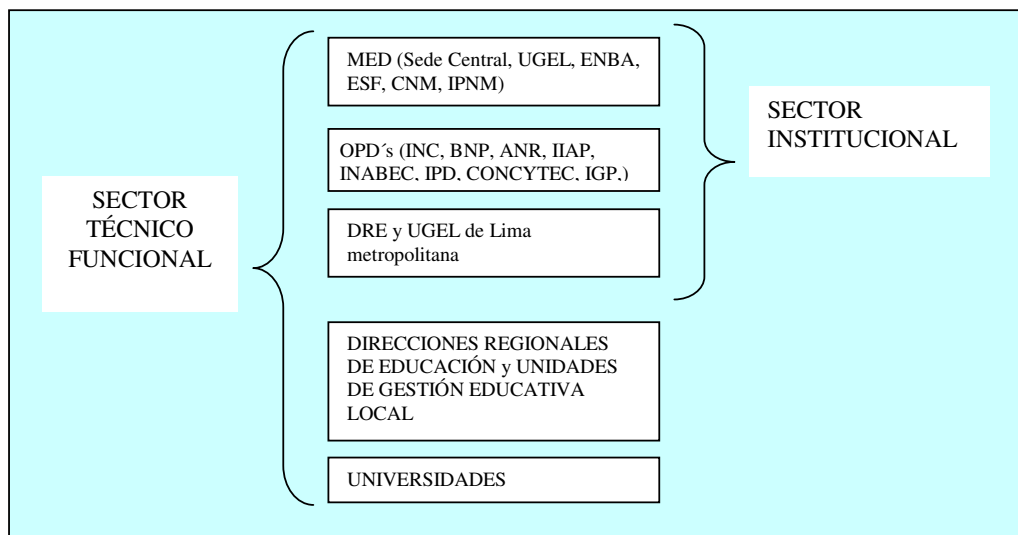 SECTOR
TÉCNICO
FUNCIONAL
MED (Sede Central, UGEL, ENBA,
ESF, CNM, IPNM)
OPD´s (INC, BNP, ANR, IIAP,
INABEC, IPD, CONCYTEC, IGP,)
DRE y UGEL de Lima
metropolitana
DIRECCIONES REGIONALES
DE EDUCACIÓN y UNIDADES
DE GESTIÓN EDUCATIVA
LOCAL
UNIVERSIDADES
SECTOR
INSTITUCIONAL